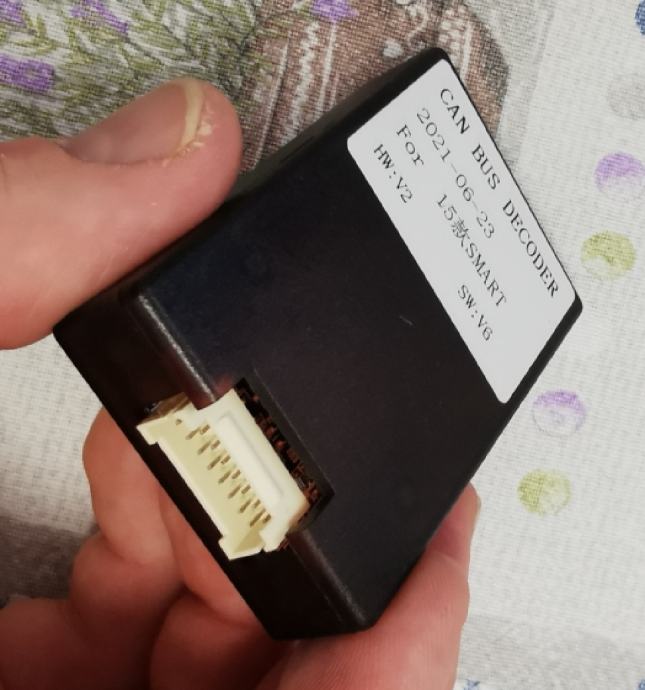 CAN BUS DECODER
2021-06-23
For 15款SMART
HW:V2 SW:V6